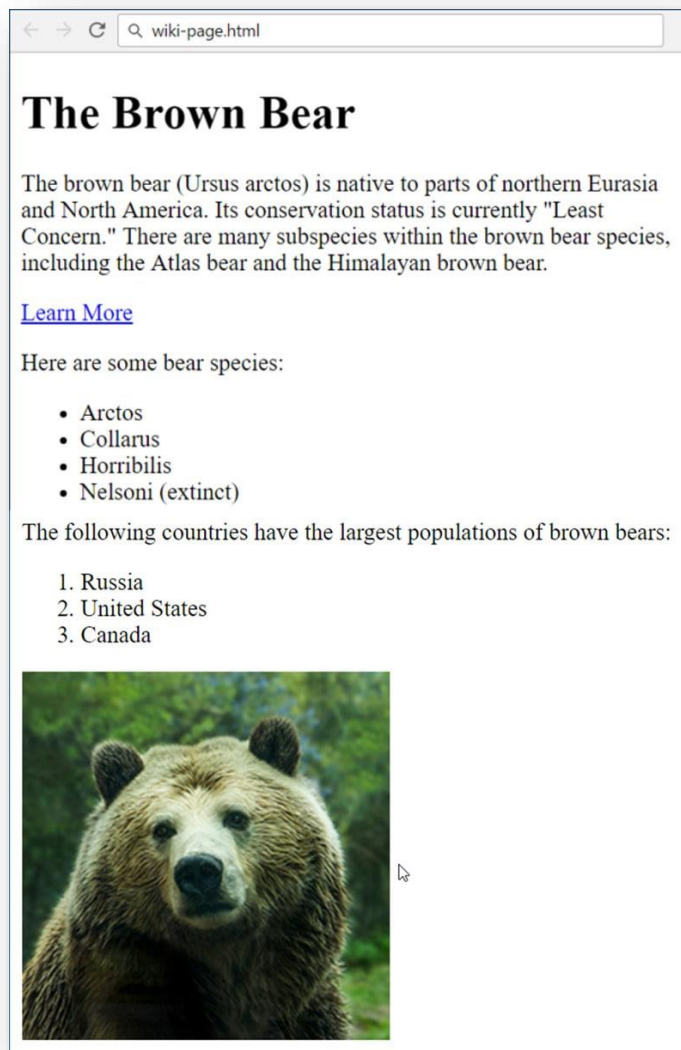 wiki-page.html
The Brown Bear
The brown bear (Ursus arctos) is native to parts of northern Eurasia
and North America. Its conservation status is currently "Least
Concern." There are many subspecies within the brown bear species,
including the Atlas bear and the Himalayan brown bear.
Learn More
Here are some bear species:
• Arctos
• Collarus
• Horribilis
• Nelsoni (extinct)
The following countries have the largest populations of brown bears:
1. Russia
2. United States
3. Canada